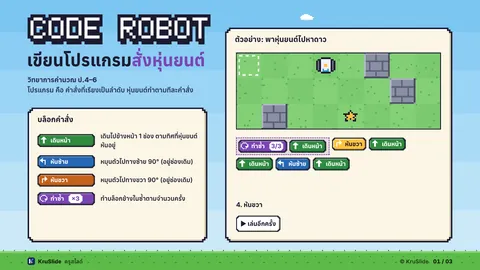 CODE ROBOT
เขียนโปรแกรมสั่งหุ่นยนต์
วิทยาการคำนวณ ป.4–6
โปรแกรม คือ คำสั่งที่เรียงเป็นลำดับ หุ่นยนต์ทำตามทีละคำสั่ง
บล็อกคำสั่ง
เดินหน้า
เดินไปข้างหน้า 1 ช่อง ตามทิศที่หุ่นยนต์
หันอยู่
หันซ้าย
หมุนตัวไปทางซ้าย 90° (อยู่ช่องเดิม)
หันขวา
หมุนตัวไปทางขวา 90° (อยู่ช่องเดิม)
ทำซ้ำ ×3
ทำบล็อกข้างในซ้ำตามจำนวนครั้ง
ตัวอย่าง: พาหุ่นยนต์ไปหาดาว
ทำซ้ำ 3/3 เดินหน้า หันขวา เดินหน้า
เดินหน้า หันซ้าย เดินหน้า
4. หันขวา
เล่นอีกครั้ง
KruSlide ครูสไลด์
© KruSlide 01 / 03